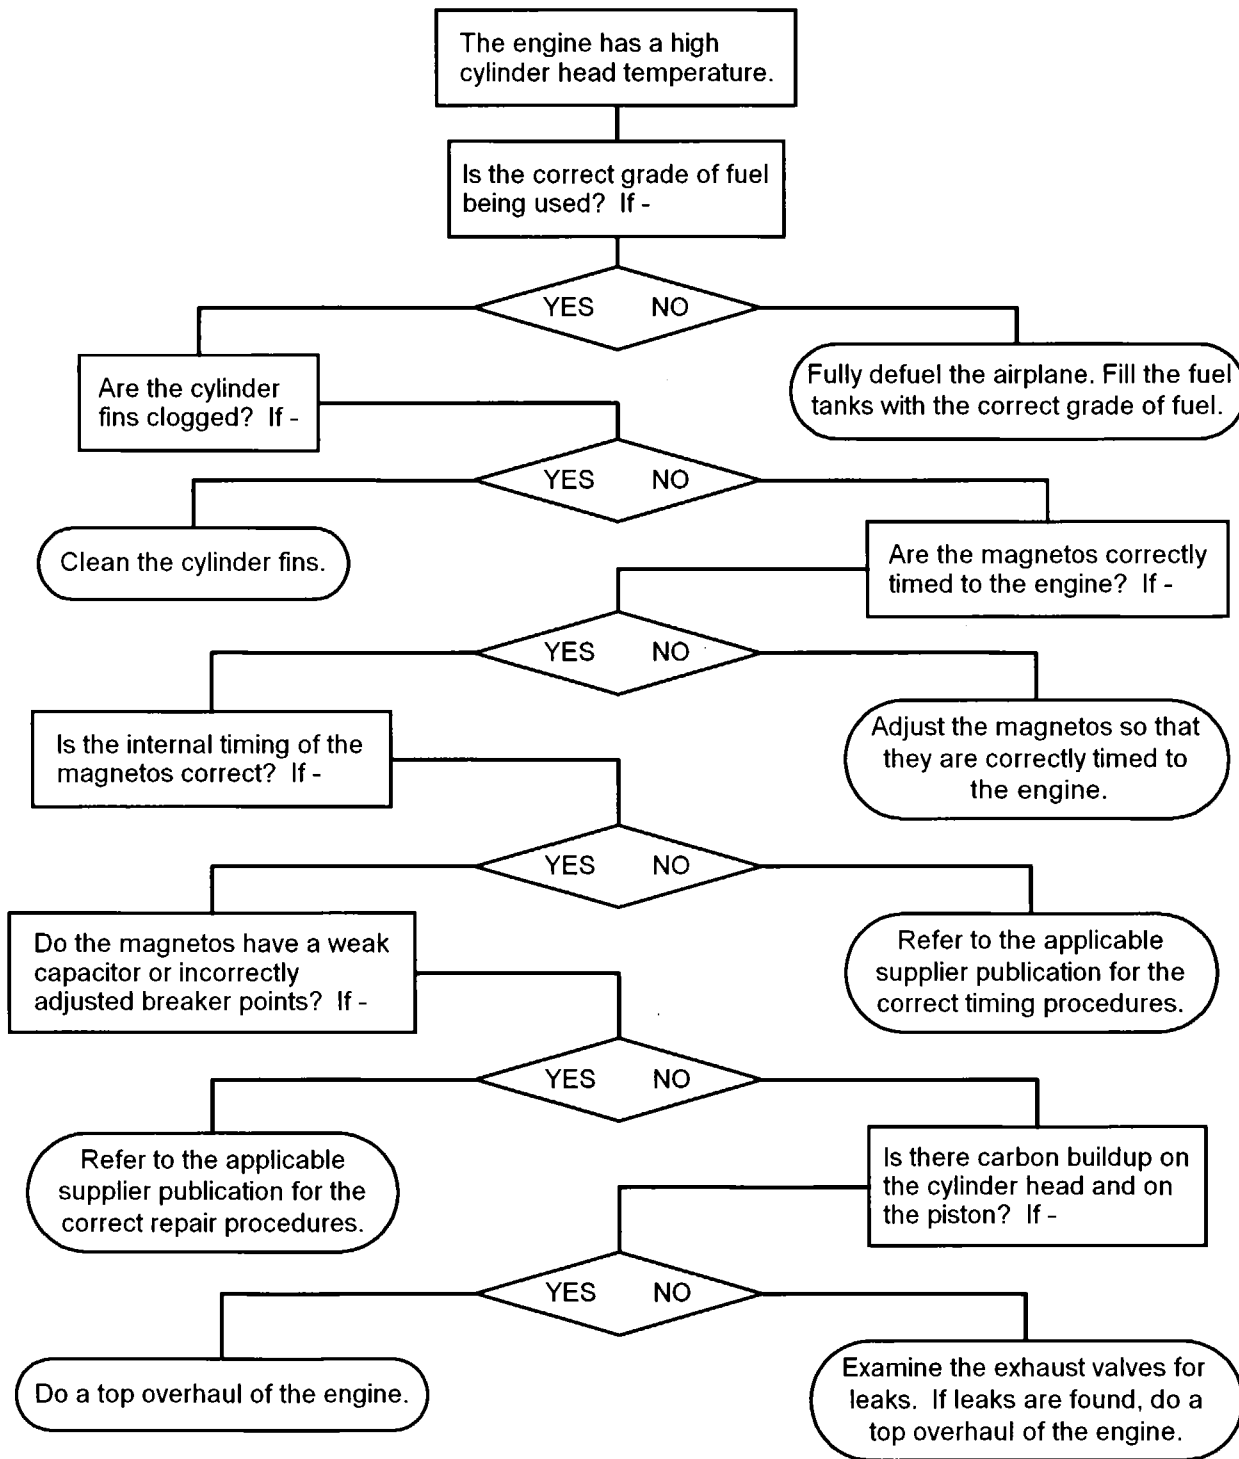 The engine has a high
cylinder head temperature.
Is the correct grade of fuel
being used?  If -
YES NO
Are the cylinder
fins clogged?  If -
Fully defuel the airplane. Fill the fuel
tanks with the correct grade of fuel.
YES NO
Clean the cylinder fins.
Are the magnetos correctly
timed to the engine?  If -
YES NO
Is the internal timing of the
magnetos correct?  If -
Adjust the magnetos so that
they are correctly timed to
the engine.
YES NO
Do the magnetos have a weak
capacitor or incorrectly
adjusted breaker points?  If -
Refer to the applicable
supplier publication for the
correct timing procedures.
YES NO
Refer to the applicable
supplier publication for the
correct repair procedures.
Is there carbon buildup on
the cylinder head and on
the piston?  If -
YES NO
Do a top overhaul of the engine.
Examine the exhaust valves for
leaks.  If leaks are found, do a
top overhaul of the engine.